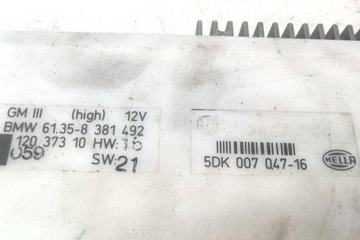 GM III (high) 12V
BMW 61.35-8 381 492
120 373 10 HW: 16
059 SW: 21
5DK 007 047-16
HELLA